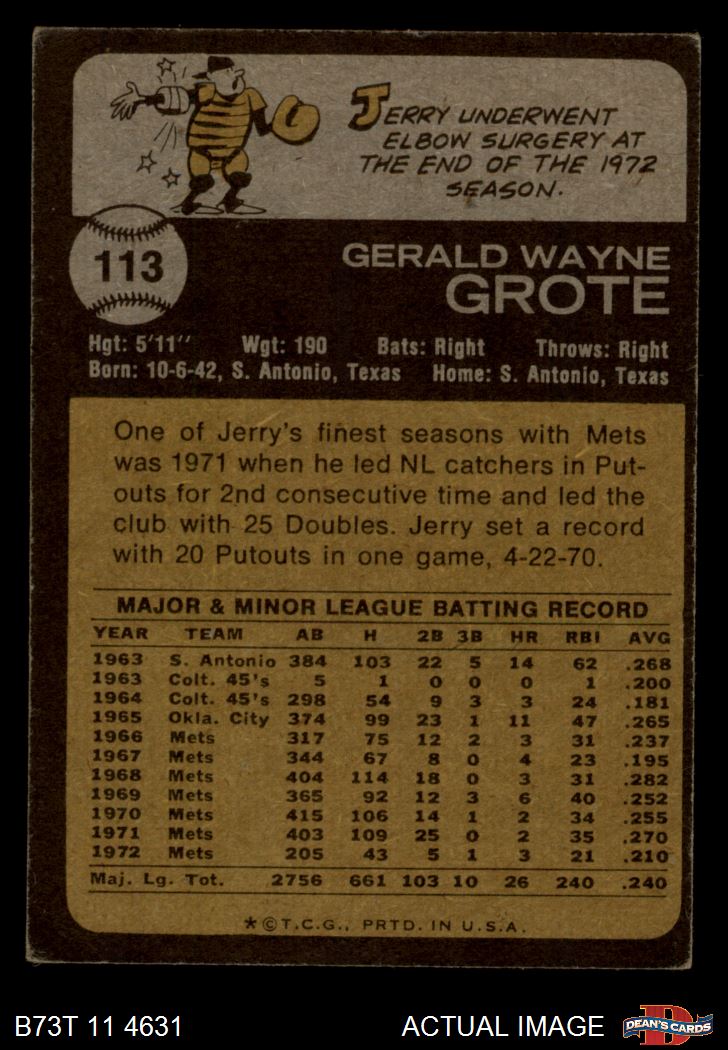 JERRY UNDERWENT
ELBOW SURGERY AT
THE END OF THE 1972
SEASON.
113
GERALD WAYNE
GROTE
Hgt: 5'11" Wgt: 190 Bats: Right Throws: Right
Born: 10-6-42, S. Antonio, Texas Home: S. Antonio, Texas
One of Jerry's finest seasons with Mets
was 1971 when he led NL catchers in Put-
outs for 2nd consecutive time and led the
club with 25 Doubles. Jerry set a record
with 20 Putouts in one game, 4-22-70.
MAJOR & MINOR LEAGUE BATTING RECORD
YEAR TEAM AB H 2B 3B HR RBI AVG
1963 S. Antonio 384 103 22 5 14 62 .268
1963 Colt. 45's 5 1 0 0 0 1 .200
1964 Colt. 45's 298 54 9 3 3 24 .181
1965 Okla. City 374 99 23 1 11 47 .265
1966 Mets 317 75 12 2 3 31 .237
1967 Mets 344 67 8 0 4 23 .195
1968 Mets 404 114 18 0 3 31 .282
1969 Mets 365 92 12 3 6 40 .252
1970 Mets 415 106 14 1 2 34 .255
1971 Mets 403 109 25 0 2 35 .270
1972 Mets 205 43 5 1 3 21 .210
Maj. Lg. Tot. 2756 661 103 10 26 240 .240
*©T.C.G., PRTD. IN U.S.A.
B73T 11 4631 ACTUAL IMAGE D DEAN'S CARDS